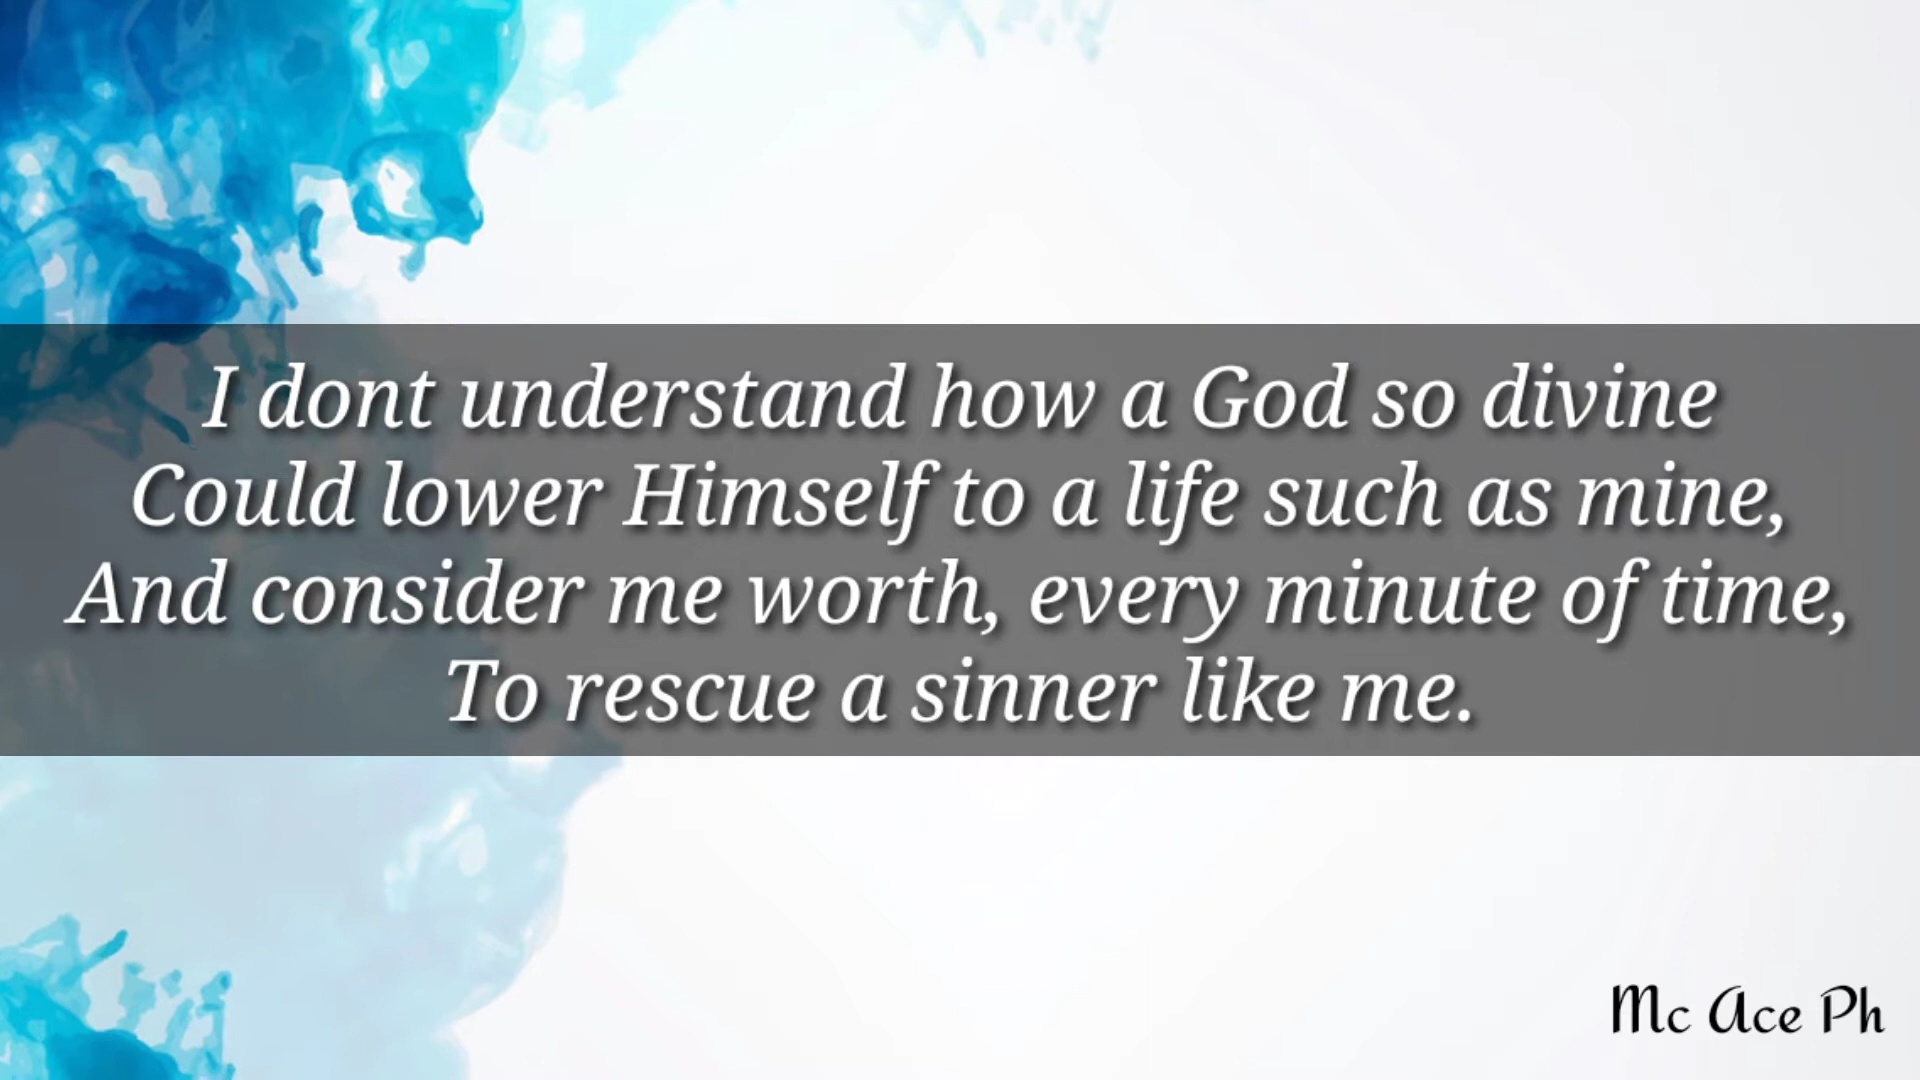 I dont understand how a God so divine
Could lower Himself to a life such as mine,
And consider me worth, every minute of time,
To rescue a sinner like me.
Mc Ace Ph